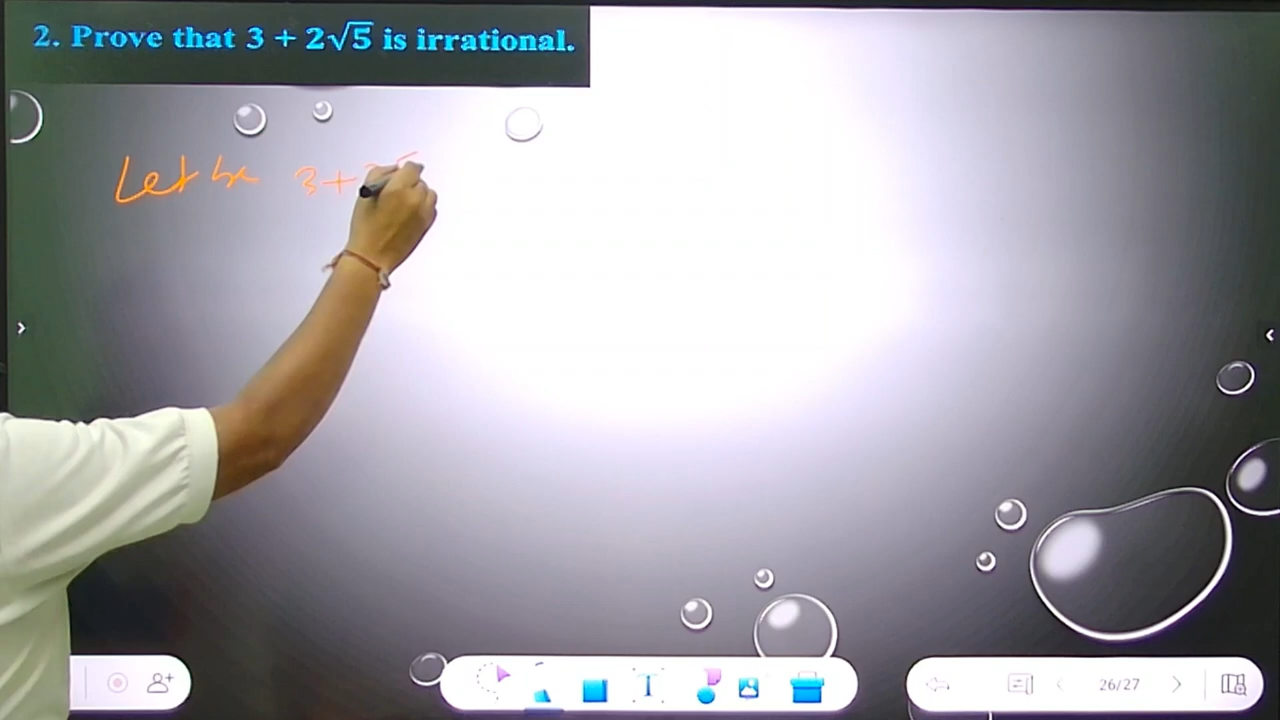 2. Prove that 3 + 2√5 is irrational.
Let be 3+
26/27